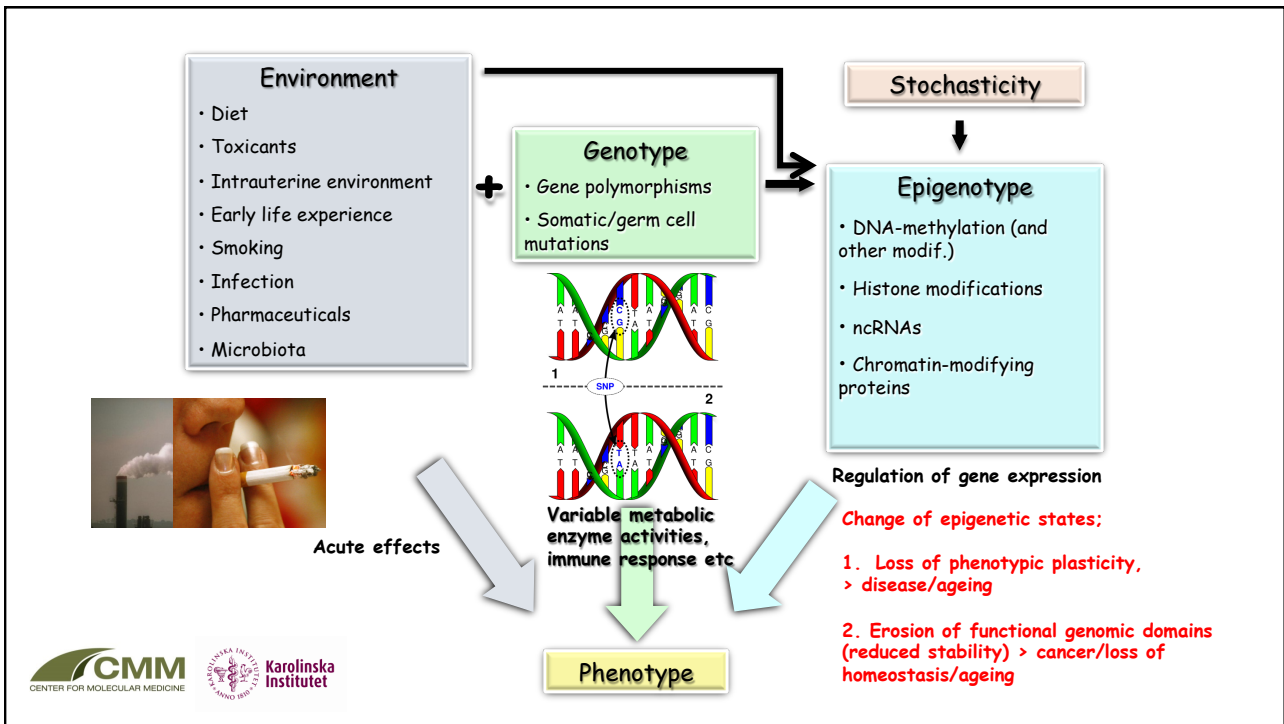 Environment
• Diet
• Toxicants
• Intrauterine environment
• Early life experience
• Smoking
• Infection
• Pharmaceuticals
• Microbiota
+
Genotype
• Gene polymorphisms
• Somatic/germ cell
mutations
Stochasticity
Epigenotype
• DNA-methylation (and
other modif.)
• Histone modifications
• ncRNAs
• Chromatin-modifying
proteins
1
SNP
2
Variable metabolic
enzyme activities,
immune response etc
Acute effects
Regulation of gene expression
Change of epigenetic states;
1. Loss of phenotypic plasticity,
> disease/ageing
2. Erosion of functional genomic domains
(reduced stability) > cancer/loss of
homeostasis/ageing
Phenotype
CMM
CENTER FOR MOLECULAR MEDICINE
KAROLINSKA INSTITUTET
ANNO 1810
Karolinska
Institutet